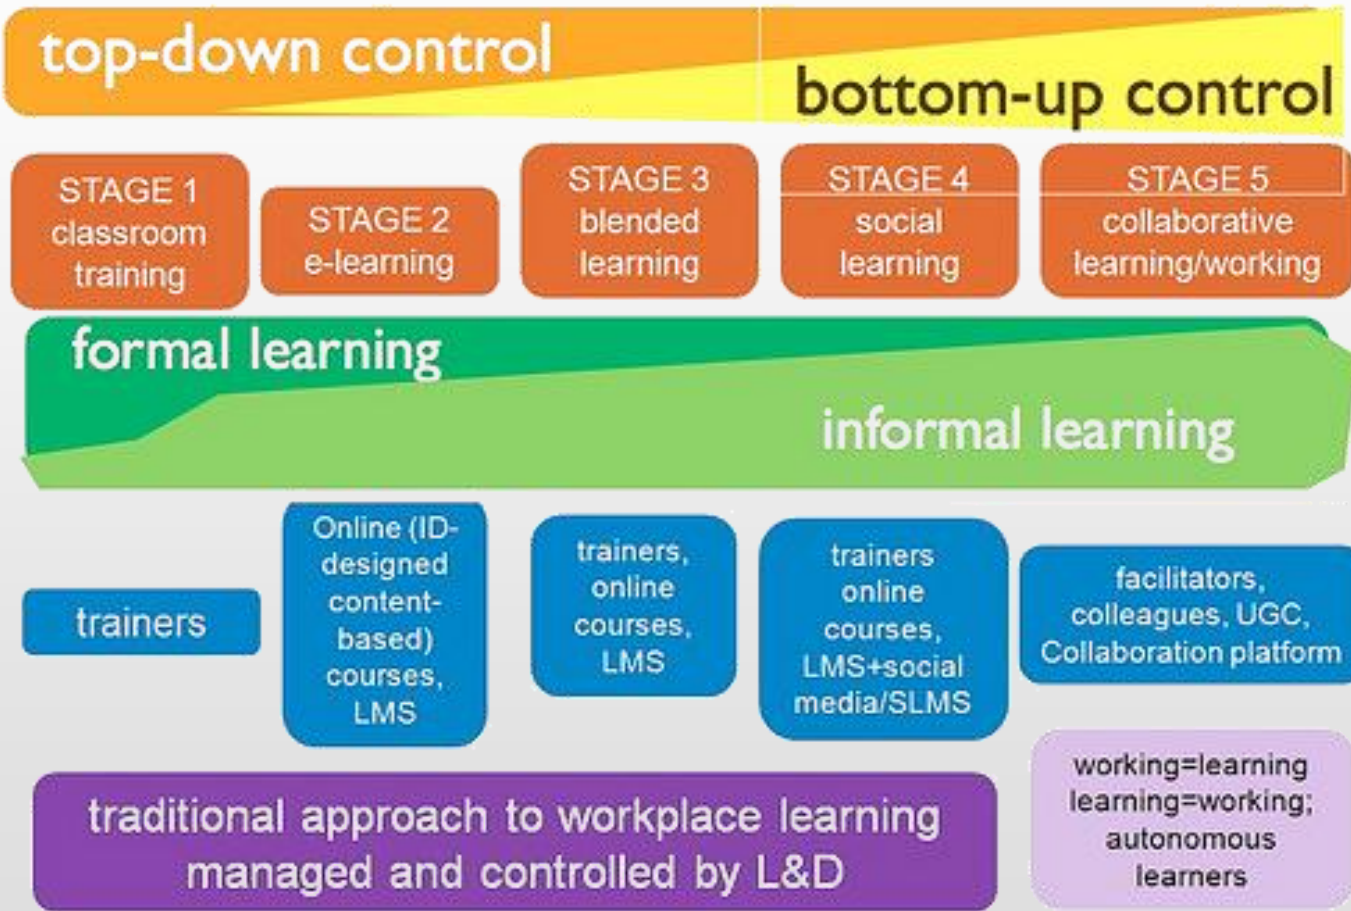 top-down control
bottom-up control
STAGE 1
classroom
training
STAGE 2
e-learning
STAGE 3
blended
learning
STAGE 4
social
learning
STAGE 5
collaborative
learning/working
formal learning
informal learning
trainers
Online (ID-
designed
content-
based)
courses,
LMS
trainers,
online
courses,
LMS
trainers
online
courses,
LMS+social
media/SLMS
facilitators,
colleagues, UGC,
Collaboration platform
traditional approach to workplace learning
managed and controlled by L&D
working=learning
learning=working;
autonomous
learners